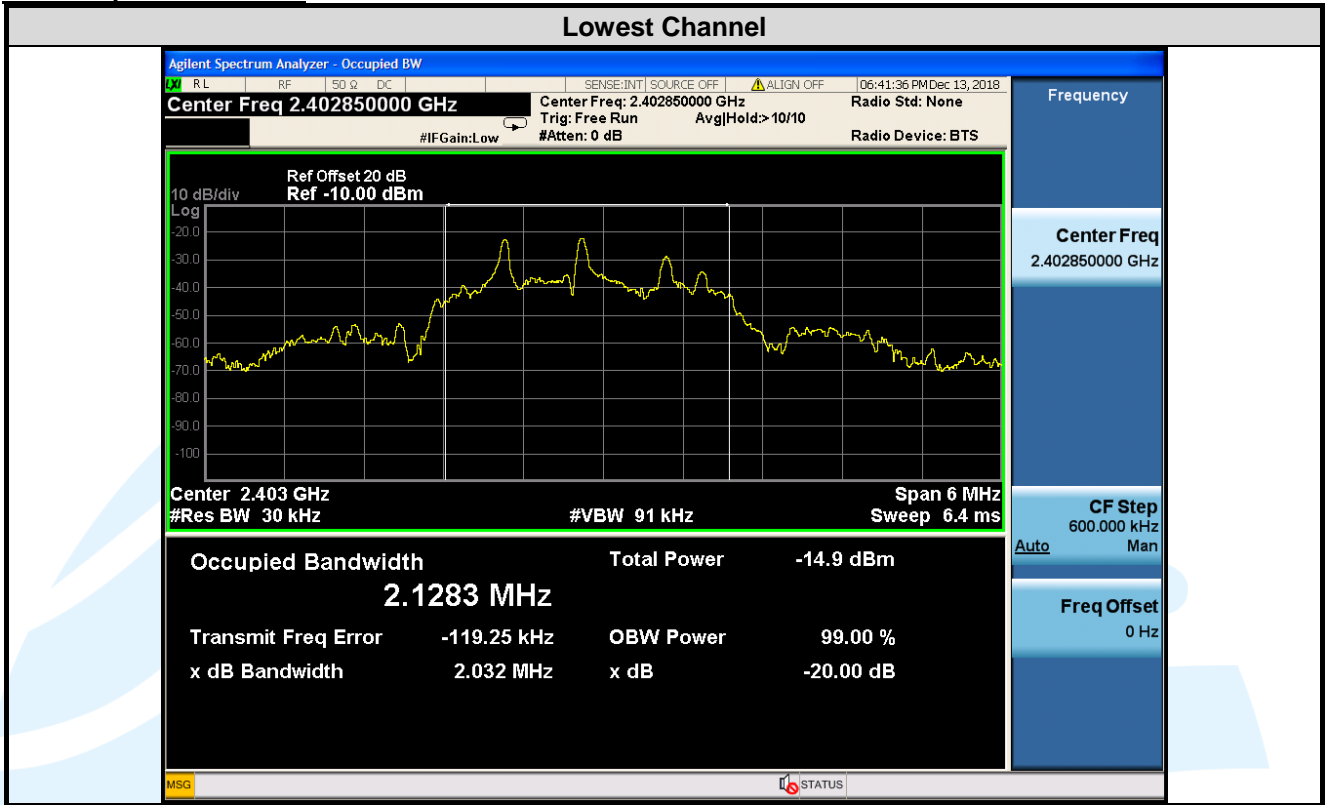 Lowest Channel
Agilent Spectrum Analyzer - Occupied BW
LXI RL RF 50 Ω DC SENSE:INT SOURCE OFF ALIGN OFF 06:41:36 PM Dec 13, 2018
Center Freq 2.402850000 GHz
Center Freq: 2.402850000 GHz
Radio Std: None
Trig: Free Run
Avg|Hold:>10/10
#IFGain:Low
#Atten: 0 dB
Radio Device: BTS
Ref Offset 20 dB
10 dB/div
Ref -10.00 dBm
Log
-20.0
-30.0
-40.0
-50.0
-60.0
-70.0
-80.0
-90.0
-100
Center 2.403 GHz
Span 6 MHz
#Res BW 30 kHz
#VBW 91 kHz
Sweep 6.4 ms
Occupied Bandwidth
Total Power
-14.9 dBm
2.1283 MHz
Transmit Freq Error
-119.25 kHz
OBW Power
99.00 %
x dB Bandwidth
2.032 MHz
x dB
-20.00 dB
MSG
STATUS
Frequency
Center Freq
2.402850000 GHz
CF Step
600.000 kHz
Auto Man
Freq Offset
0 Hz